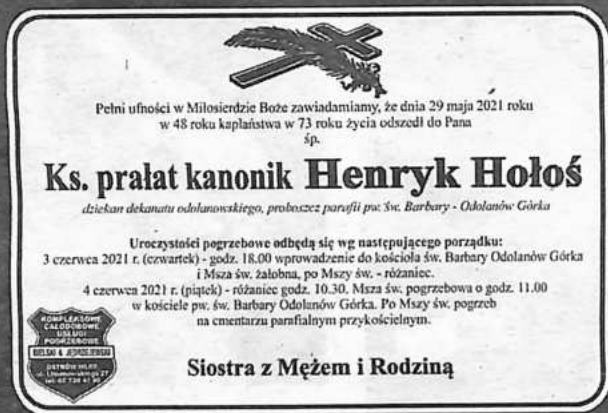 Pełni ufności w Miłosierdzie Boże zawiadamiamy, że dnia 29 maja 2021 roku
w 48 roku kapłaństwa w 73 roku życia odszedł do Pana
śp.
Ks. prałat kanonik Henryk Hołoś
dziekan dekanatu odolanowskiego, proboszcz parafii pw. Św. Barbary - Odolanów Górka
Uroczystości pogrzebowe odbędą się wg następującego porządku:
3 czerwca 2021 r. (czwartek) - godz. 18.00 wprowadzenie do kościoła św. Barbary Odolanów Górka
i Msza św. żałobna, po Mszy św. - różaniec.
4 czerwca 2021 r. (piątek) - różaniec godz. 10.30. Msza św. pogrzebowa o godz. 11.00
w kościele pw. św. Barbary Odolanów Górka. Po Mszy św. pogrzeb
na cmentarzu parafialnym przykościelnym.
Siostra z Mężem i Rodziną
KOMPLEKSOWE
CAŁODOBOWE
USŁUGI
POGRZEBOWE
BIELSKI & JĘDRZEJEWSKI
OSTRÓW WLKP.